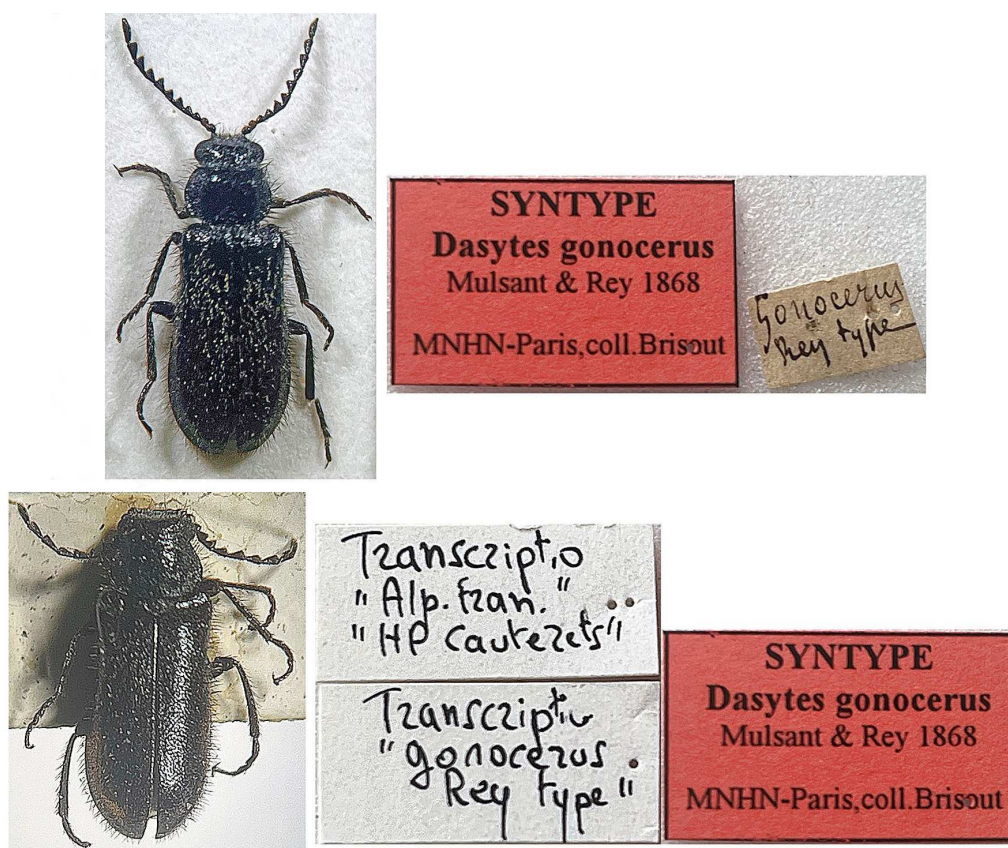 SYNTYPE
Dasytes gonocerus
Mulsant & Rey 1868
MNHN-Paris,coll.Brisout
Gonocerus
Rey type
Transcriptio
"Alp.fran."
"HP cauterets"
Transcriptio
"gonocerus
Rey type"
SYNTYPE
Dasytes gonocerus
Mulsant & Rey 1868
MNHN-Paris,coll.Brisout